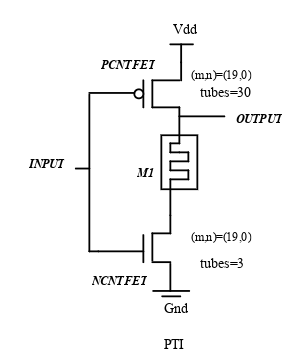 Vdd
PCNTFET
(m,n)=(19,0)
tubes=30
OUTPUT
INPUT
M1
(m,n)=(19,0)
tubes=3
NCNTFET
Gnd
PTI